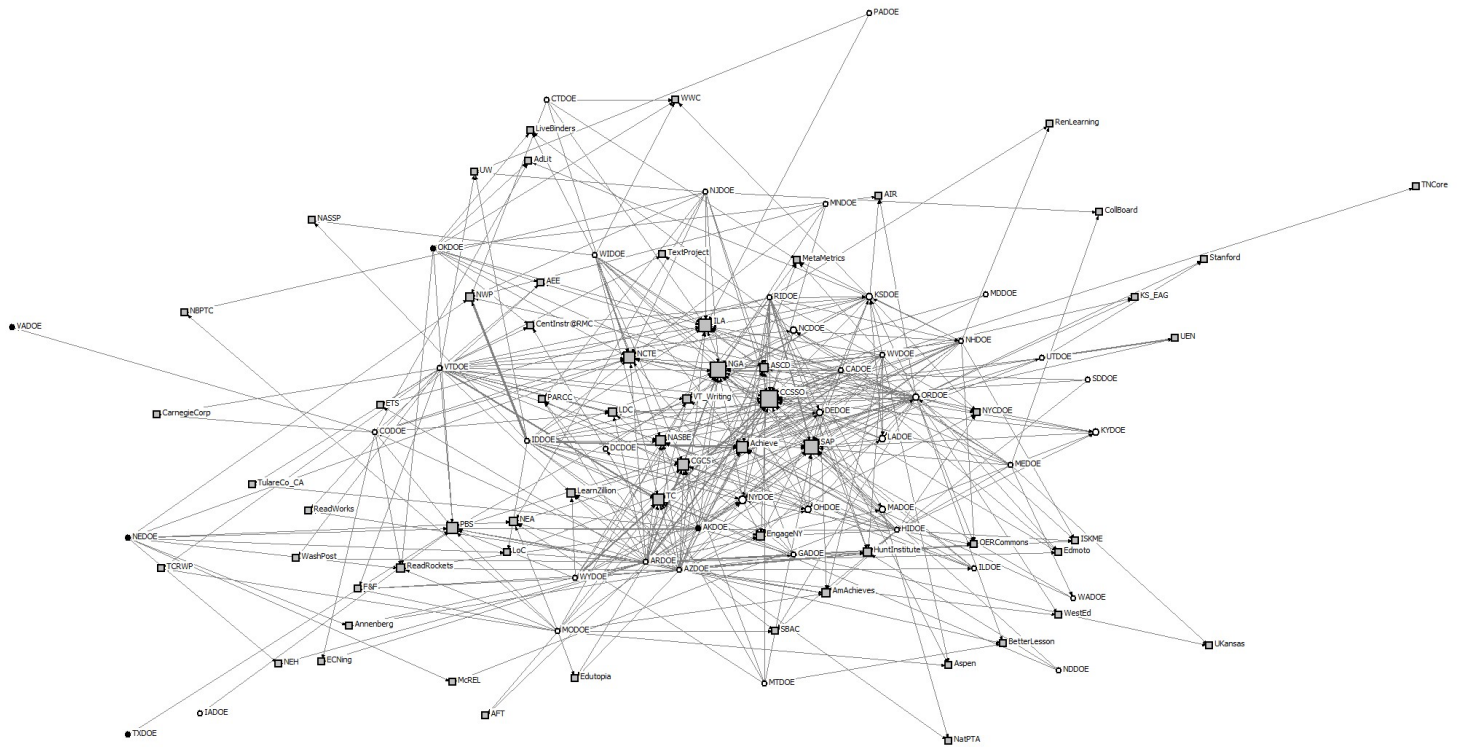 PADOE
CTDOE
WWC
LiveBinders
RenLearning
AdLit
UW
TNCore
NJDOE
AIR
MNDOE
CollBoard
NASSP
OKDOE
WIDOE
TextProject
MetaMetrics
Stanford
AEE
NWP
RIDOE
KSDOE
MDDOE
KS_EAG
NBPTC
VADOE
CentInstr@RMC
ILA
NCDOE
NHDOE
UEN
NCTE
WVDOE
UTDOE
VTDOE
NGA
ASCD
CADOE
SDDOE
PARCC
VT_Writing
CCSSO
ORDOE
ETS
CarnegieCorp
LDC
DEDOE
NYCDOE
CODOE
IDDOE
NASBE
LADOE
KYDOE
DCDOE
Achieve
SAP
CGCS
MEDOE
TulareCo_CA
LearnZillion
TC
NYDOE
ReadWorks
OHDOE
MADOE
NEA
PBS
AKDOE
HIDOE
NEDOE
EngageNY
ISKME
OERCommons
LoC
HuntInstitute
Edmoto
WashPost
GADOE
ARDOE
TCRWP
ReadRockets
AZDOE
ILDOE
WYDOE
F&F
AmAchieves
WADOE
WestEd
Annenberg
MODOE
SBAC
BetterLesson
UKansas
NEH
ECNing
Aspen
NDDOE
McREL
Edutopia
MTDOE
IADOE
AFT
TXDOE
NatPTA